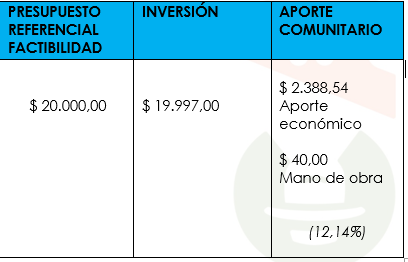 PRESUPUESTO
REFERENCIAL
FACTIBILIDAD
INVERSIÓN
APORTE
COMUNITARIO
$ 20.000,00
$ 19.997,00
$ 2.388,54
Aporte
económico
$ 40,00
Mano de obra
(12,14%)